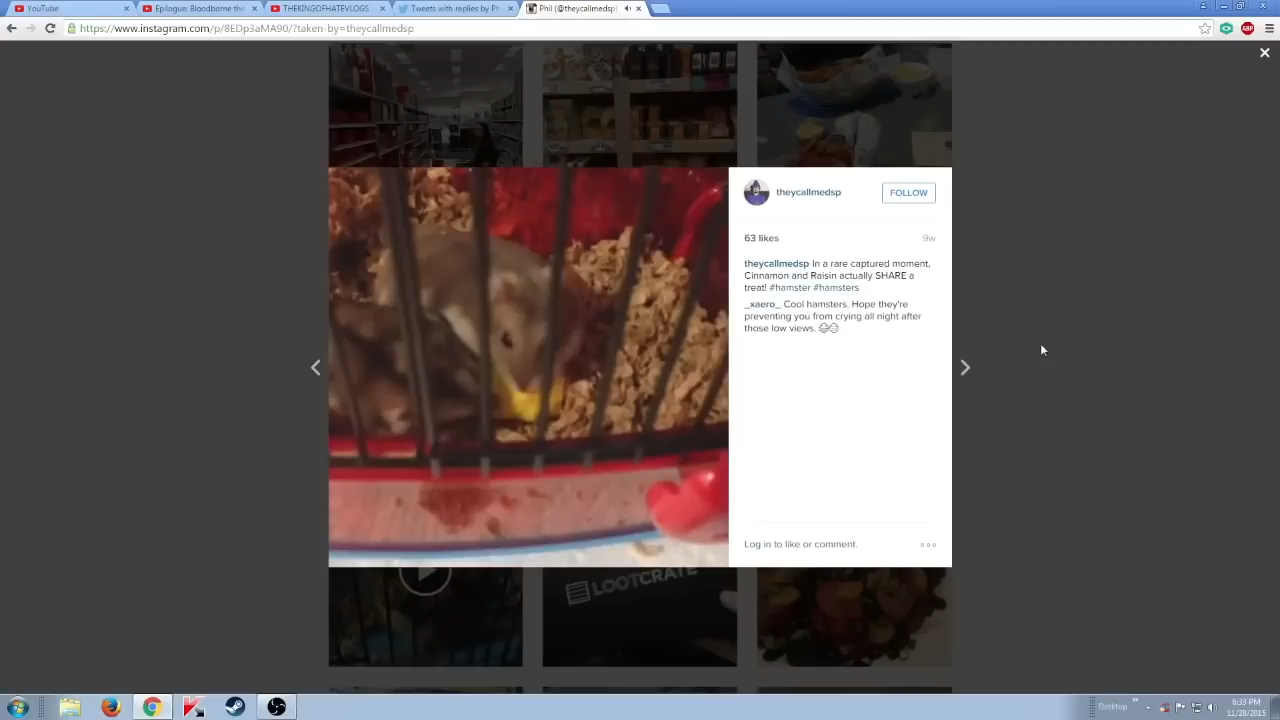 YouTube
Epilogue: Bloodborne the
THEKINGOFHATEVLOGS
Tweets with replies by Ph
Phil (@theycallmedsp)
https://www.instagram.com/p/8EDp3aMA90/?taken-by=theycallmedsp
ABP
theycallmedsp
FOLLOW
63 likes
9w
theycallmedsp In a rare captured moment,
Cinnamon and Raisin actually SHARE a
treat! #hamster #hamsters
_xaero_ Cool hamsters. Hope they're
preventing you from crying all night after
those low views. 😂😂
Log in to like or comment.
LOOTCRATE
Desktop
6:33 PM
11/28/2015